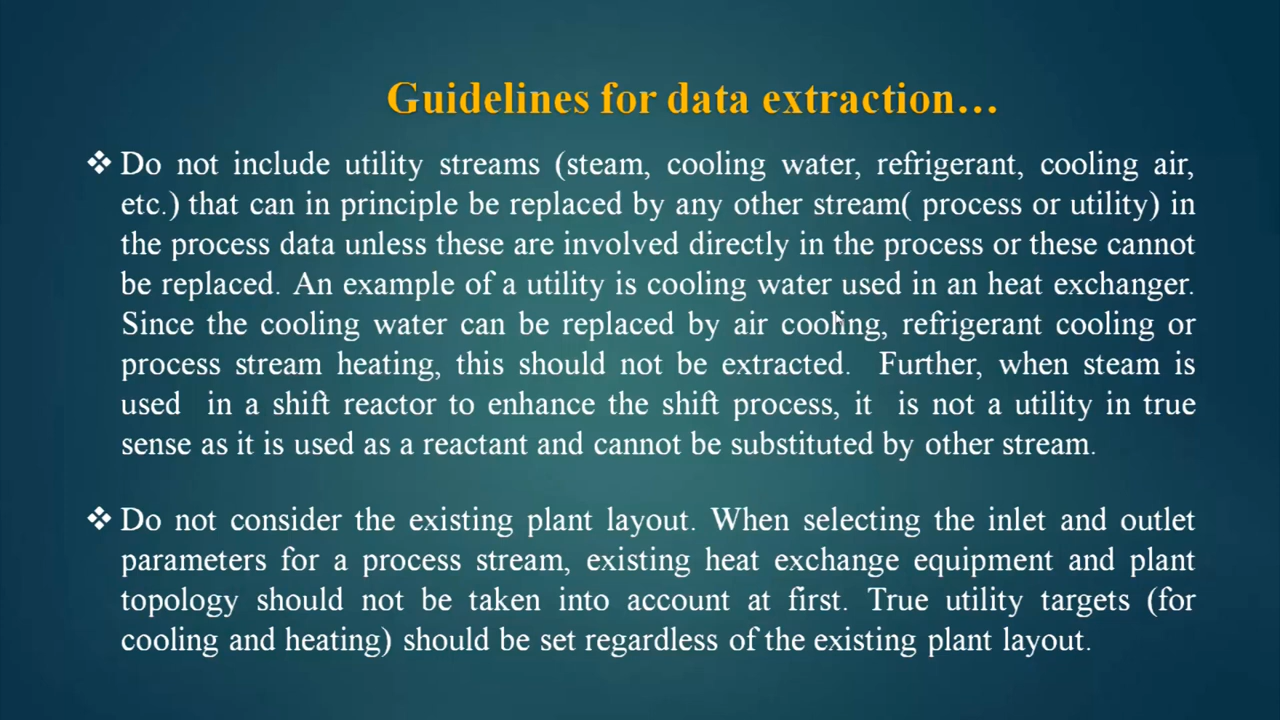 Guidelines for data extraction…
❖ Do not include utility streams (steam, cooling water, refrigerant, cooling air,
etc.) that can in principle be replaced by any other stream( process or utility) in
the process data unless these are involved directly in the process or these cannot
be replaced. An example of a utility is cooling water used in an heat exchanger.
Since the cooling water can be replaced by air cooling, refrigerant cooling or
process stream heating, this should not be extracted. Further, when steam is
used in a shift reactor to enhance the shift process, it is not a utility in true
sense as it is used as a reactant and cannot be substituted by other stream.
❖ Do not consider the existing plant layout. When selecting the inlet and outlet
parameters for a process stream, existing heat exchange equipment and plant
topology should not be taken into account at first. True utility targets (for
cooling and heating) should be set regardless of the existing plant layout.